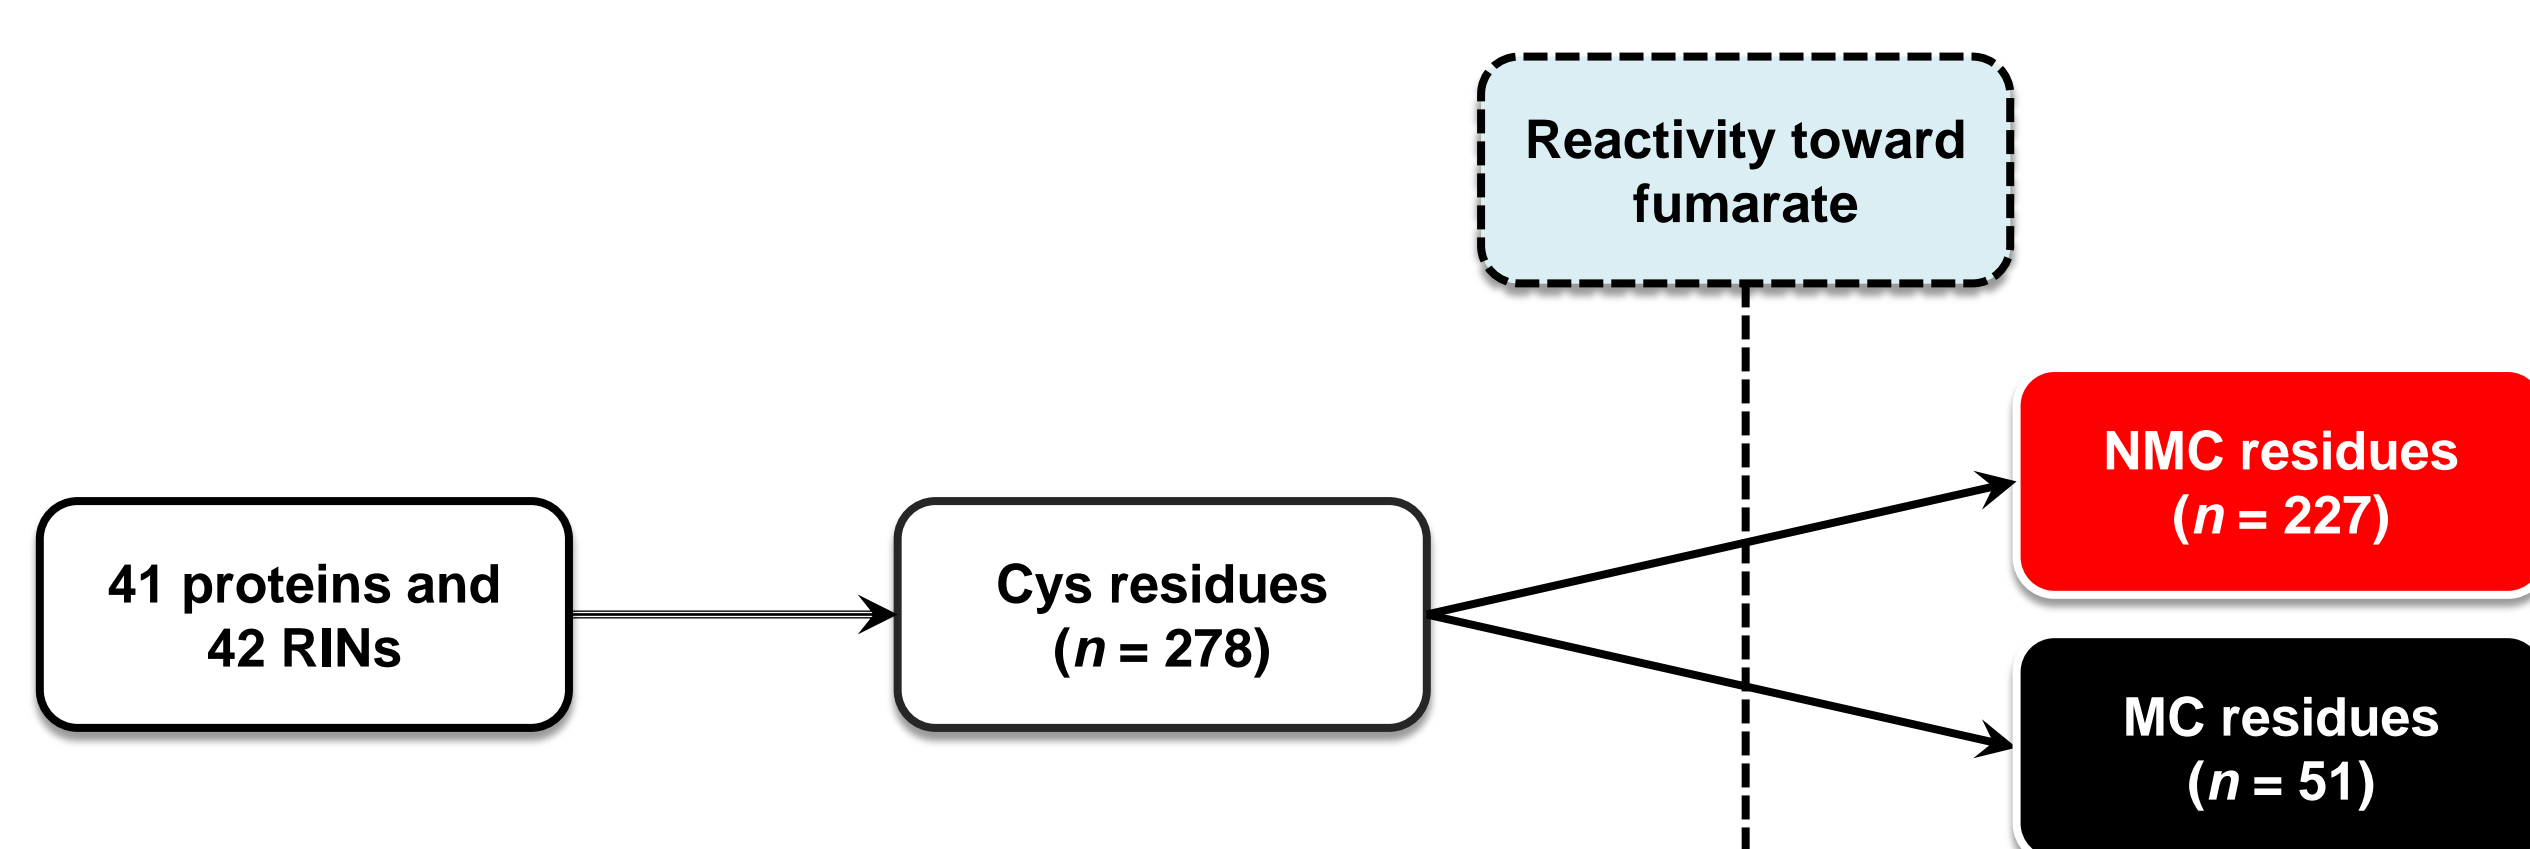 Reactivity toward
fumarate
41 proteins and
42 RINs
Cys residues
(n = 278)
NMC residues
(n = 227)
MC residues
(n = 51)